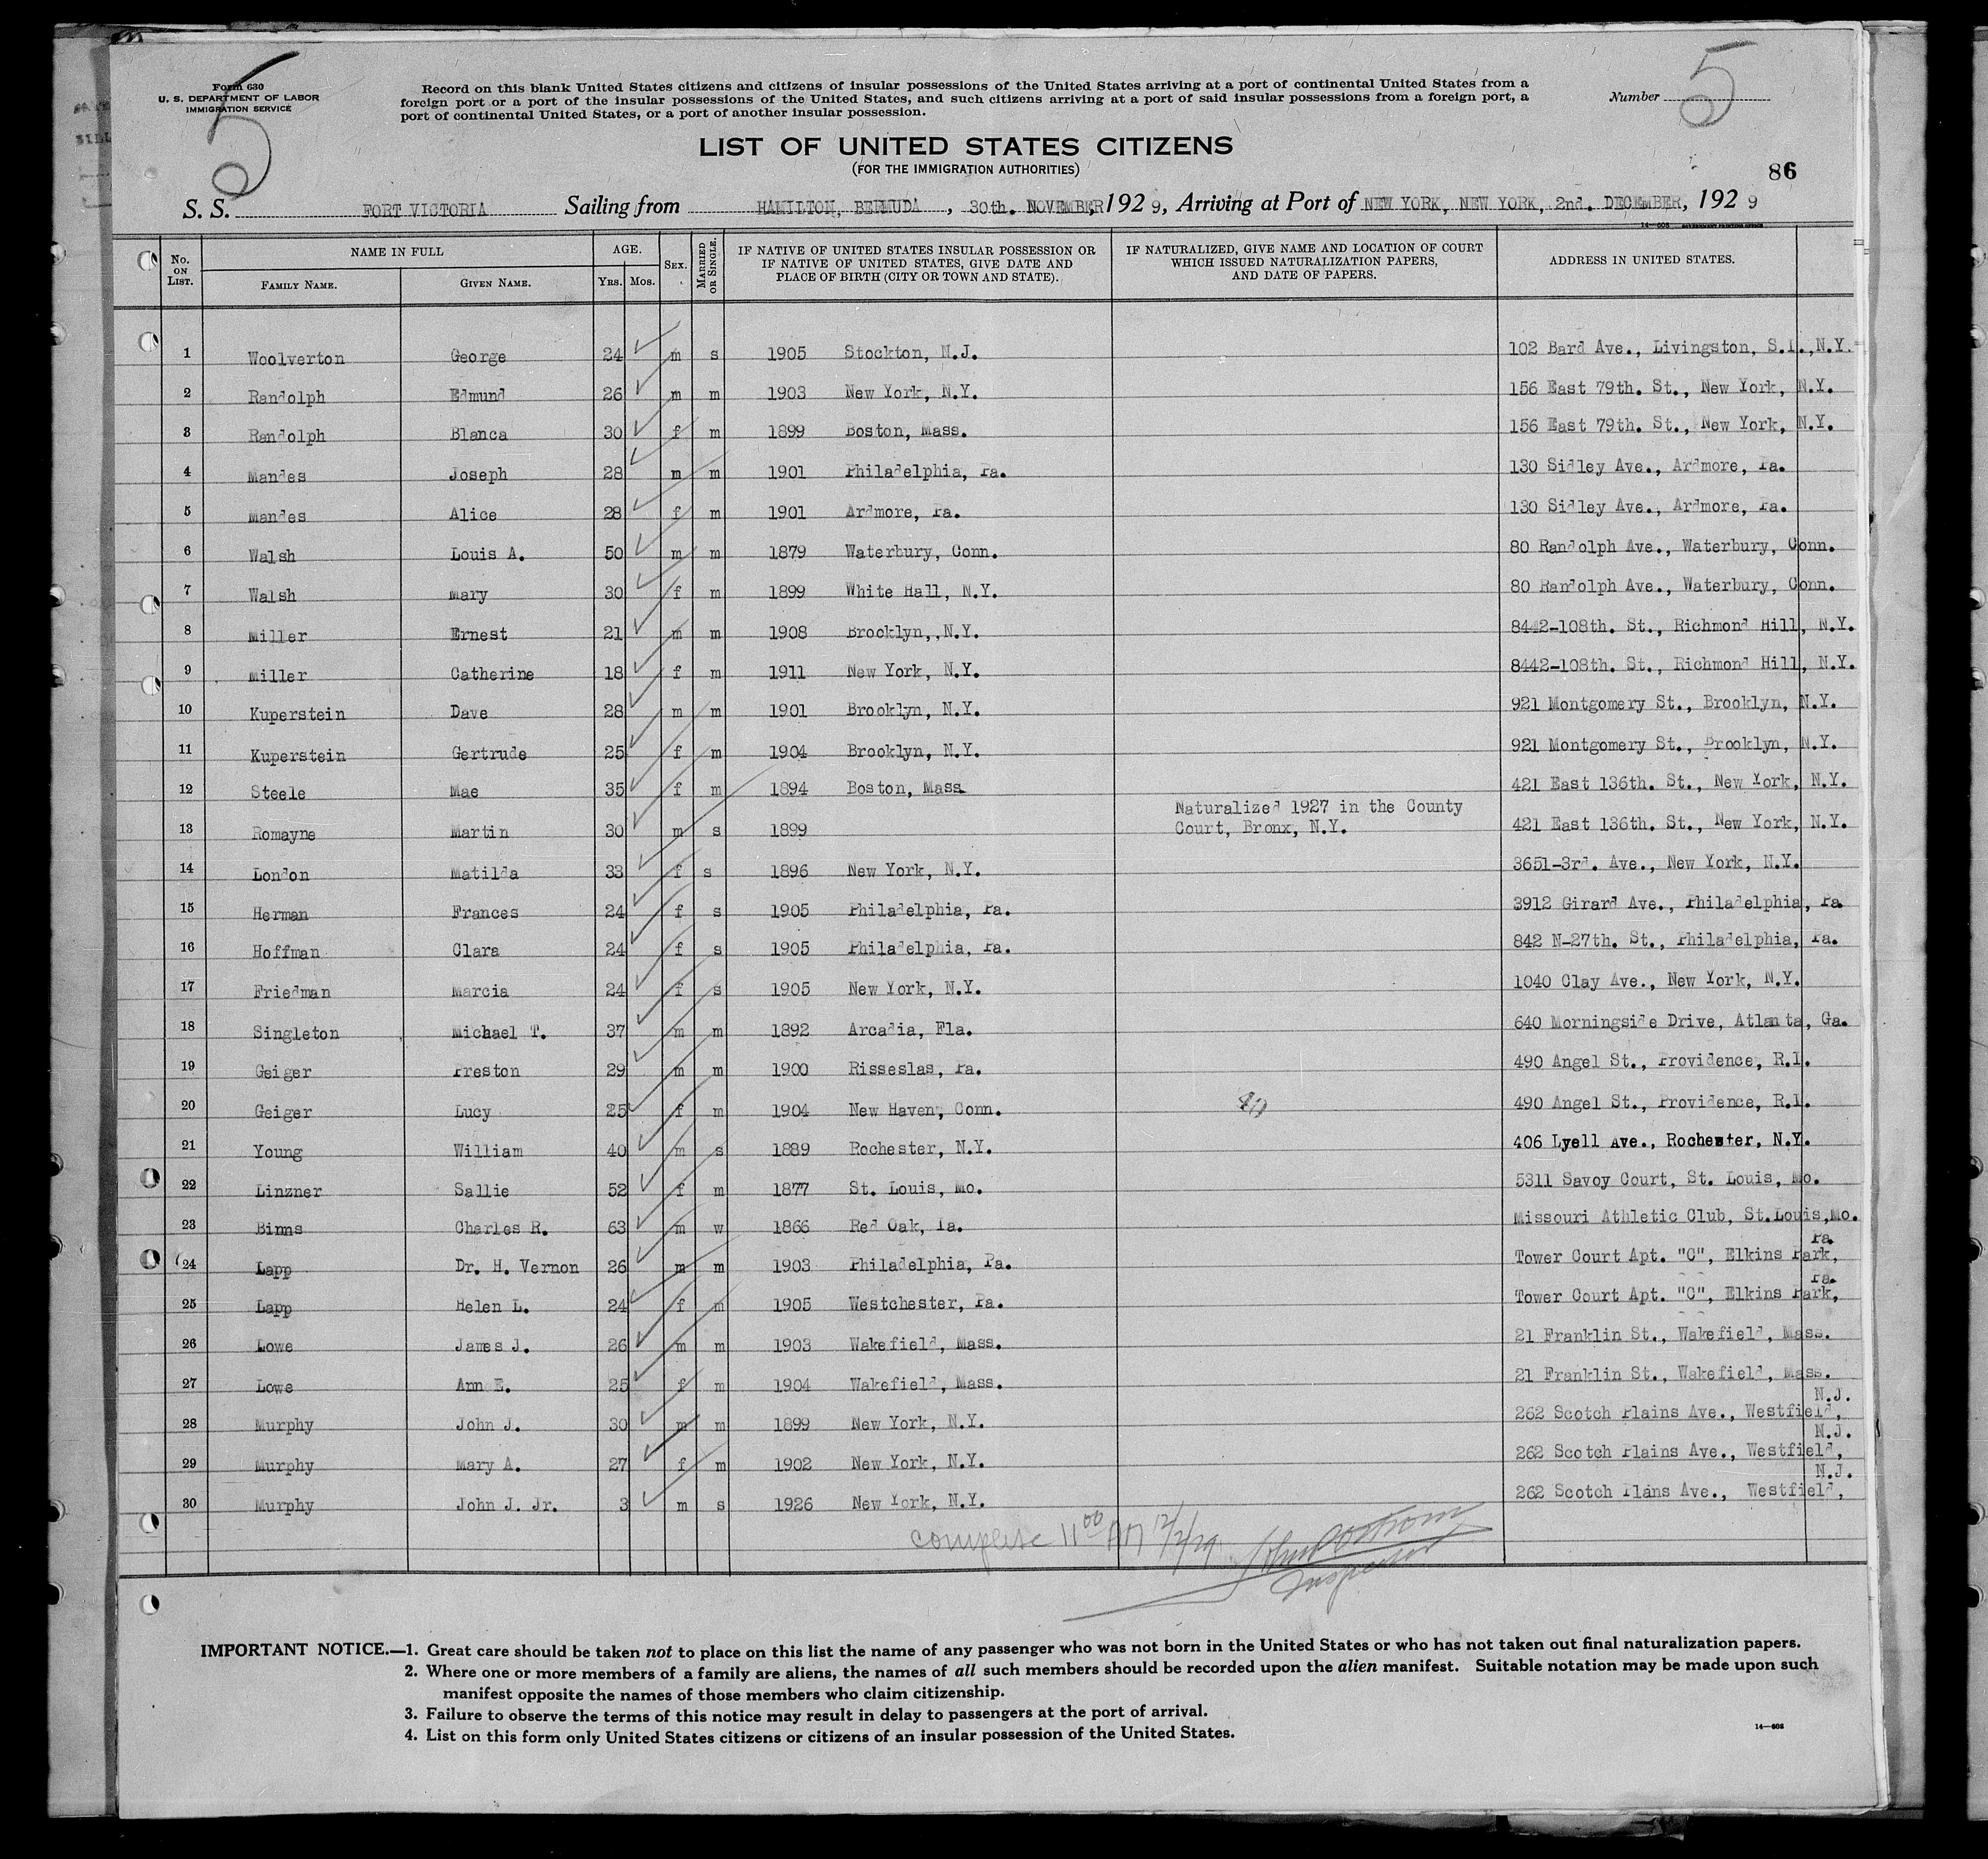 5
5
Form 630
U. S. DEPARTMENT OF LABOR
IMMIGRATION SERVICE
Record on this blank United States citizens and citizens of insular possessions of the United States arriving at a port of continental United States from a
foreign port or a port of the insular possessions of the United States, and such citizens arriving at a port of said insular possessions from a foreign port, a
port of continental United States, or a port of another insular possession.
Number
LIST OF UNITED STATES CITIZENS
(FOR THE IMMIGRATION AUTHORITIES)
86
S. S. FORT VICTORIA Sailing from HAMILTON, BERMUDA , 30th. NOVEMBER, 1929, Arriving at Port of NEW YORK, NEW YORK, 2nd. DECEMBER, 1929
14—608 GOVERNMENT PRINTING OFFICE
No. ON LIST. NAME IN FULL AGE. SEX. MARRIED OR SINGLE. IF NATIVE OF UNITED STATES INSULAR POSSESSION OR IF NATIVE OF UNITED STATES, GIVE DATE AND PLACE OF BIRTH (CITY OR TOWN AND STATE). IF NATURALIZED, GIVE NAME AND LOCATION OF COURT WHICH ISSUED NATURALIZATION PAPERS, AND DATE OF PAPERS. ADDRESS IN UNITED STATES.
FAMILY NAME. GIVEN NAME. YRS. MOS.
1 Woolverton George 24 m s 1905 Stockton, N.J. 102 Bard Ave., Livingston, S.I.,N.Y.
2 Randolph Edmund 26 m m 1903 New York, N.Y. 156 East 79th. St., New York, N.Y.
3 Randolph Blanca 30 f m 1899 Boston, Mass. 156 East 79th. St., New York, N.Y.
4 Mandes Joseph 28 m m 1901 Philadelphia, Pa. 130 Sidley Ave., Ardmore, Pa.
5 Mandes Alice 28 f m 1901 Ardmore, Pa. 130 Sidley Ave., Ardmore, Pa.
6 Walsh Louis A. 50 m m 1879 Waterbury, Conn. 80 Randolph Ave., Waterbury, Conn.
7 Walsh Mary 30 f m 1899 White Hall, N.Y. 80 Randolph Ave., Waterbury, Conn.
8 Miller Ernest 21 m m 1908 Brooklyn,,N.Y. 8442-108th. St., Richmond Hill, N.Y.
9 Miller Catherine 18 f m 1911 New York, N.Y. 8442-108th. St., Richmond Hill, N.Y.
10 Kuperstein Dave 28 m m 1901 Brooklyn, N.Y. 921 Montgomery St., Brooklyn, N.Y.
11 Kuperstein Gertrude 25 f m 1904 Brooklyn, N.Y. 921 Montgomery St., Brooklyn, N.Y.
12 Steele Mae 35 f m 1894 Boston, Mass. 421 East 136th. St., New York, N.Y.
13 Romayne Martin 30 m s 1899 Naturalized 1927 in the County Court, Bronx, N.Y. 421 East 136th. St., New York, N.Y.
14 London Matilda 33 f s 1896 New York, N.Y. 3651-3rd. Ave., New York, N.Y.
15 Herman Frances 24 f s 1905 Philadelphia, Pa. 3912 Girard Ave., Philadelphia, Pa.
16 Hoffman Clara 24 f s 1905 Philadelphia, Pa. 842 N-27th. St., Philadelphia, Pa.
17 Friedman Marcia 24 f s 1905 New York, N.Y. 1040 Clay Ave., New York, N.Y.
18 Singleton Michael T. 37 m m 1892 Arcadia, Fla. 640 Morningside Drive, Atlanta, Ga.
19 Geiger Preston 29 m m 1900 Risseslas, Pa. 490 Angel St., Providence, R.I.
20 Geiger Lucy 25 f m 1904 New Haven, Conn. 490 Angel St., Providence, R.I.
21 Young William 40 m s 1889 Rochester, N.Y. 406 Lyell Ave., Rochester, N.Y.
22 Linzner Sallie 52 f m 1877 St. Louis, Mo. 5311 Savoy Court, St. Louis, Mo.
23 Binns Charles R. 63 m w 1866 Red Oak, Ia. Missouri Athletic Club, St.Louis,Mo.
24 Lapp Dr. H. Vernon 26 m m 1903 Philadelphia, Pa. Tower Court Apt. "C", Elkins Park, Pa.
25 Lapp Helen L. 24 f m 1905 Westchester, Pa. Tower Court Apt. "C", Elkins Park, Pa.
26 Lowe James J. 26 m m 1903 Wakefield, Mass. 21 Franklin St., Wakefield, Mass.
27 Lowe Ann E. 25 f m 1904 Wakefield, Mass. 21 Franklin St., Wakefield, Mass.
28 Murphy John J. 30 m m 1899 New York, N.Y. 262 Scotch Plains Ave., Westfield, N.J.
29 Murphy Mary A. 27 f m 1902 New York, N.Y. 262 Scotch Plains Ave., Westfield, N.J.
30 Murphy John J. Jr. 3 m s 1926 New York, N.Y. 262 Scotch Plans Ave., Westfield, N.J.
complete 11 00 AM 12/2/29
Inspector
IMPORTANT NOTICE.—1. Great care should be taken not to place on this list the name of any passenger who was not born in the United States or who has not taken out final naturalization papers.
2. Where one or more members of a family are aliens, the names of all such members should be recorded upon the alien manifest. Suitable notation may be made upon such
manifest opposite the names of those members who claim citizenship.
3. Failure to observe the terms of this notice may result in delay to passengers at the port of arrival.
4. List on this form only United States citizens or citizens of an insular possession of the United States.
14—608